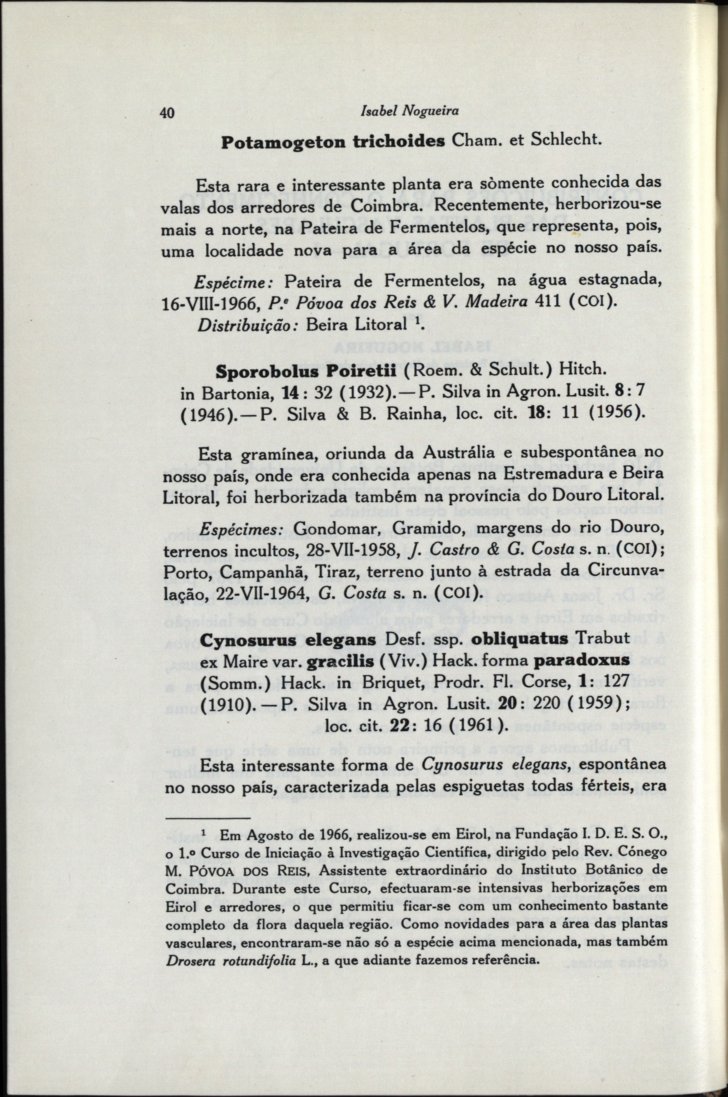 40 Isabel Nogueira
Potamogeton trichoides Cham. et Schlecht.
Esta rara e interessante planta era sòmente conhecida das
valas dos arredores de Coimbra. Recentemente, herborizou-se
mais a norte, na Pateira de Fermentelos, que representa, pois,
uma localidade nova para a área da espécie no nosso país.
Espécime: Pateira de Fermentelos, na água estagnada,
16-VIII-1966, P.e Póvoa dos Reis & V. Madeira 411 (COI).
Distribuição: Beira Litoral 1.
Sporobolus Poiretii (Roem. & Schult.) Hitch.
in Bartonia, 14: 32 (1932).—P. Silva in Agron. Lusit. 8: 7
(1946).—P. Silva & B. Rainha, loc. cit. 18: 11 (1956).
Esta gramínea, oriunda da Austrália e subespontânea no
nosso país, onde era conhecida apenas na Estremadura e Beira
Litoral, foi herborizada também na província do Douro Litoral.
Espécimes: Gondomar, Gramido, margens do rio Douro,
terrenos incultos, 28-VII-1958, J. Castro & G. Costa s. n. (COI);
Porto, Campanhã, Tiraz, terreno junto à estrada da Circunva-
lação, 22-VII-1964, G. Costa s. n. (COI).
Cynosurus elegans Desf. ssp. obliquatus Trabut
ex Maire var. gracilis (Viv.) Hack. forma paradoxus
(Somm.) Hack. in Briquet, Prodr. Fl. Corse, 1: 127
(1910).—P. Silva in Agron. Lusit. 20: 220 (1959);
loc. cit. 22: 16 (1961).
Esta interessante forma de Cynosurus elegans, espontânea
no nosso país, caracterizada pelas espiguetas todas férteis, era
1 Em Agosto de 1966, realizou-se em Eirol, na Fundação I. D. E. S. O.,
o 1.º Curso de Iniciação à Investigação Científica, dirigido pelo Rev. Cónego
M. PÓVOA DOS REIS, Assistente extraordinário do Instituto Botânico de
Coimbra. Durante este Curso, efectuaram-se intensivas herborizações em
Eirol e arredores, o que permitiu ficar-se com um conhecimento bastante
completo da flora daquela região. Como novidades para a área das plantas
vasculares, encontraram-se não só a espécie acima mencionada, mas também
Drosera rotundifolia L., a que adiante fazemos referência.